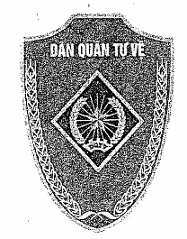 DÂN QUÂN TỰ VỆ